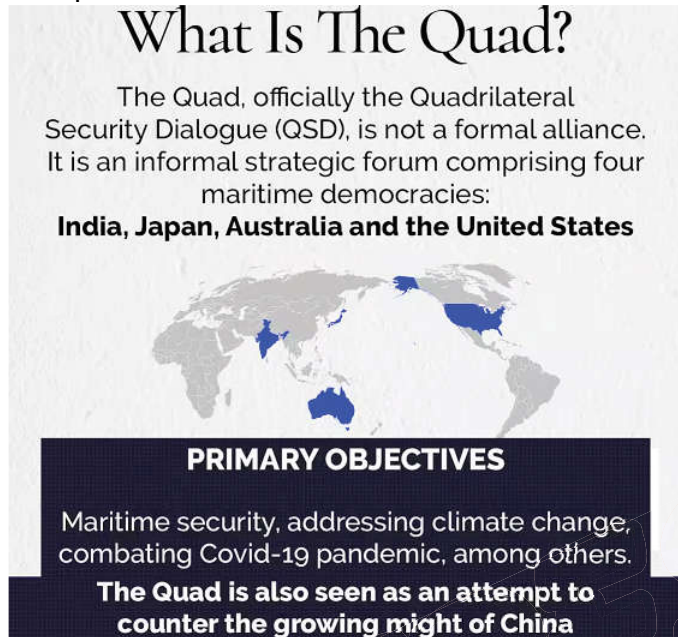 What Is The Quad?
The Quad, officially the Quadrilateral
Security Dialogue (QSD), is not a formal alliance.
It is an informal strategic forum comprising four
maritime democracies:
India, Japan, Australia and the United States
PRIMARY OBJECTIVES
Maritime security, addressing climate change,
combating Covid-19 pandemic, among others.
The Quad is also seen as an attempt to
counter the growing might of China